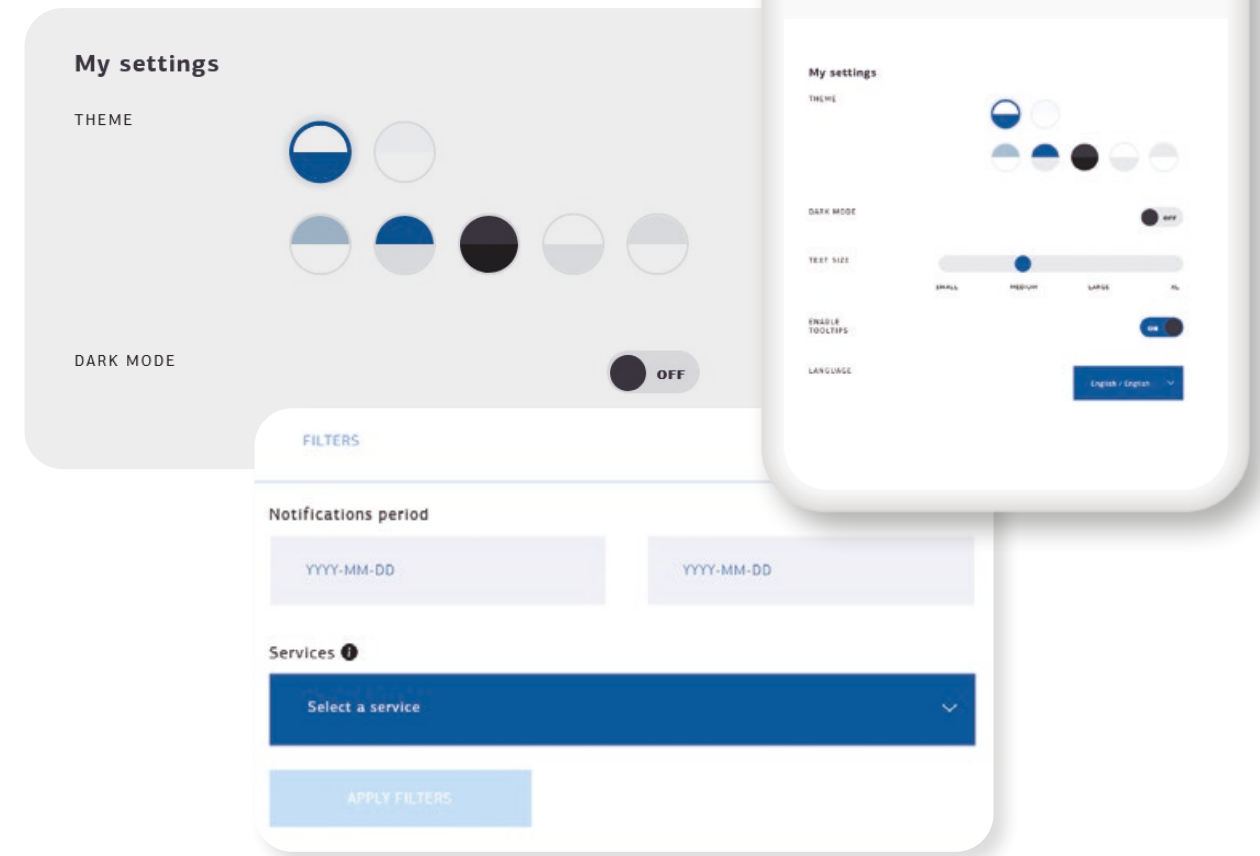 My settings
THEME
DARK MODE
OFF
My settings
THEME
DARK MODE
OFF
TEXT SIZE
SMALL
MEDIUM
LARGE
XL
ENABLE
TOOLTIPS
ON
LANGUAGE
English / English
FILTERS
Notifications period
YYYY-MM-DD
YYYY-MM-DD
Services
Select a service
APPLY FILTERS